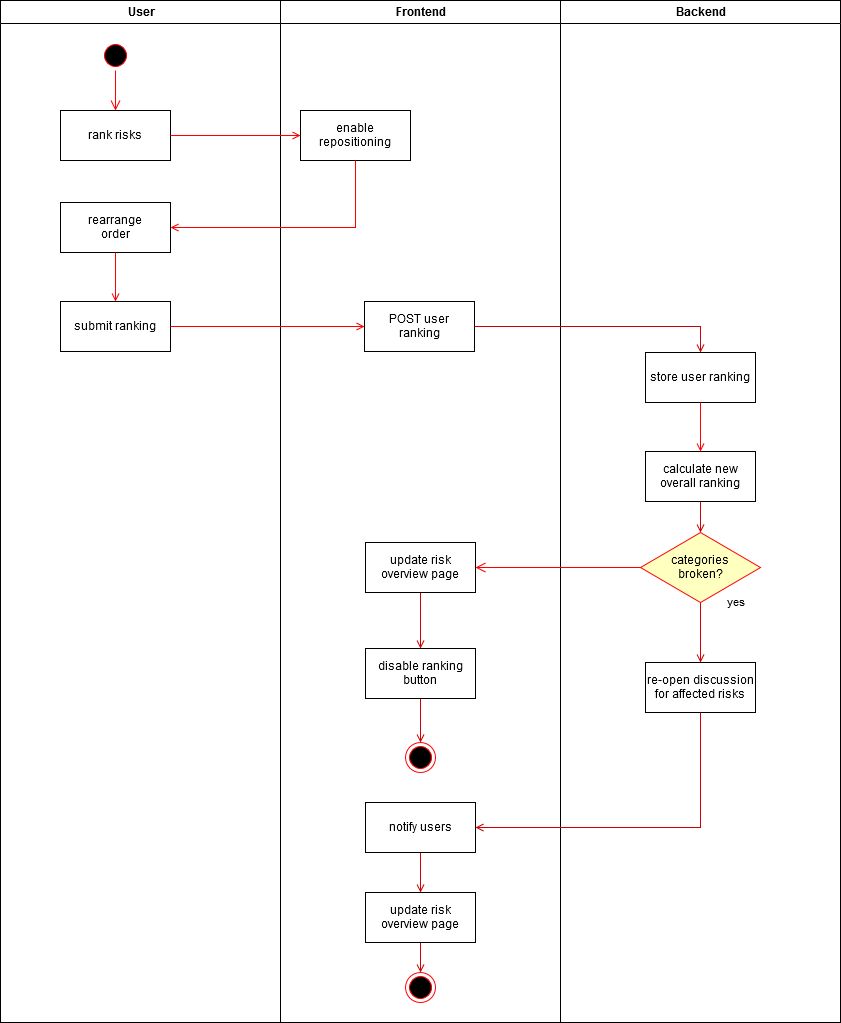 User
Frontend
Backend
rank risks
enable
repositioning
rearrange
order
submit ranking
POST user
ranking
store user ranking
calculate new
overall ranking
categories
broken?
yes
update risk
overview page
disable ranking
button
re-open discussion
for affected risks
notify users
update risk
overview page